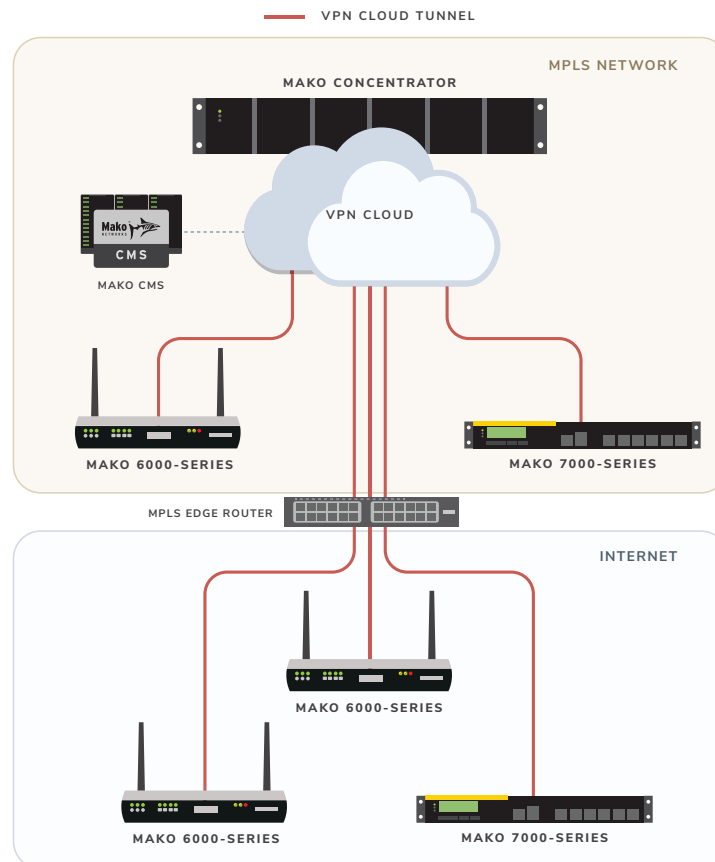 VPN CLOUD TUNNEL
MPLS NETWORK
MAKO CONCENTRATOR
VPN CLOUD
Mako
NETWORKS
CMS
MAKO CMS
MAKO 6000-SERIES
MAKO 7000-SERIES
MPLS EDGE ROUTER
INTERNET
MAKO 6000-SERIES
MAKO 6000-SERIES
MAKO 7000-SERIES